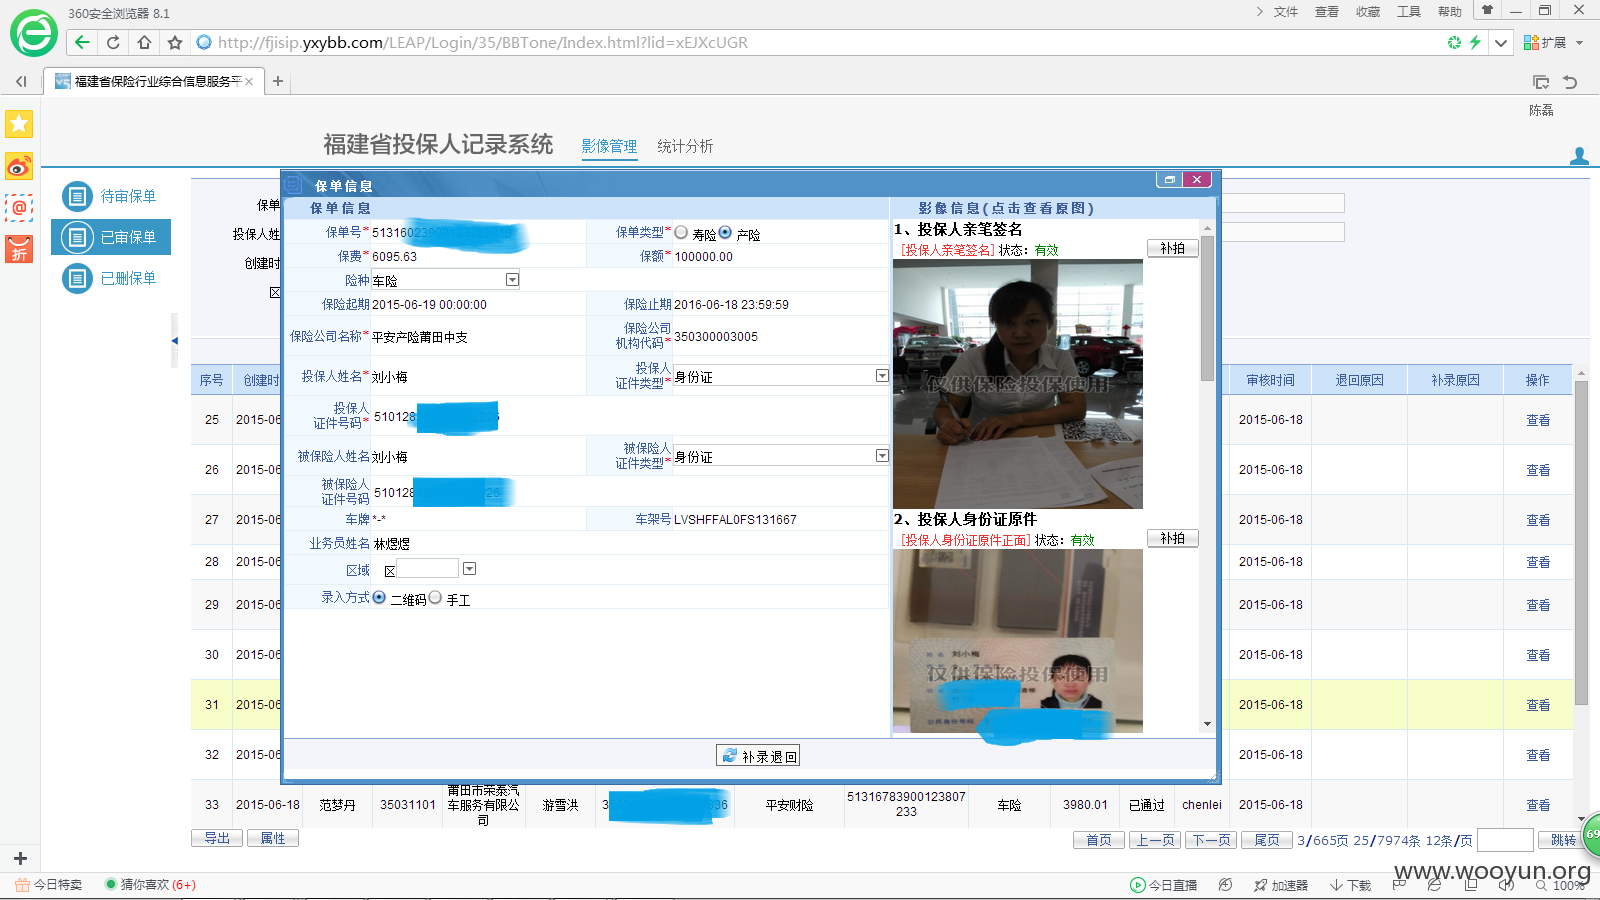 360安全浏览器 8.1
文件 查看 收藏 工具 帮助
http://fjisip.yxybb.com/LEAP/Login/35/BBTone/Index.html?lid=xEJXcUGR
扩展
福建省保险行业综合信息服务平
陈磊
福建省投保人记录系统 影像管理 统计分析
待审保单
已审保单
已删保单
保单
投保人姓
创建时
区
保单信息
保单信息
保单号* 5131602390
保单类型* 寿险 产险
保费* 6095.63
保额* 100000.00
险种 车险
保险起期 2015-06-19 00:00:00
保险止期 2016-06-18 23:59:59
保险公司名称* 平安产险莆田中支
保险公司
机构代码* 350300003005
投保人姓名* 刘小梅
投保人
证件类型* 身份证
投保人
证件号码* 51012
被保险人姓名 刘小梅
被保险人
证件类型* 身份证
被保险人
证件号码 51012
车牌 *-*
车架号 LVSHFFAL0FS131667
业务员姓名 林煜煜
区域 区
录入方式 二维码 手工
补录退回
影像信息(点击查看原图)
1、投保人亲笔签名
[投保人亲笔签名] 状态：有效
补拍
仅供保险投保使用
2、投保人身份证原件
[投保人身份证原件正面] 状态：有效
补拍
刘小梅
仅供保险投保使用
公民身份号码
序号 创建时 审核时间 退回原因 补录原因 操作
25 2015-06 2015-06-18 查看
26 2015-06 2015-06-18 查看
27 2015-06 2015-06-18 查看
28 2015-06 2015-06-18 查看
29 2015-06 2015-06-18 查看
30 2015-06 2015-06-18 查看
31 2015-06 2015-06-18 查看
32 2015-06 2015-06-18 查看
33 2015-06-18 范梦丹 35031101 莆田市荣泰汽车服务有限公司 游雪洪 3 36 平安财险 51316783900123807233 车险 3980.01 已通过 chenlei 2015-06-18 查看
导出 属性
首页 上一页 下一页 尾页 3/665页 25/7974条 12条/页 跳转
69
www.wooyun.org
今日特卖 猜你喜欢 (6+)
今日直播 加速器 下载 100%